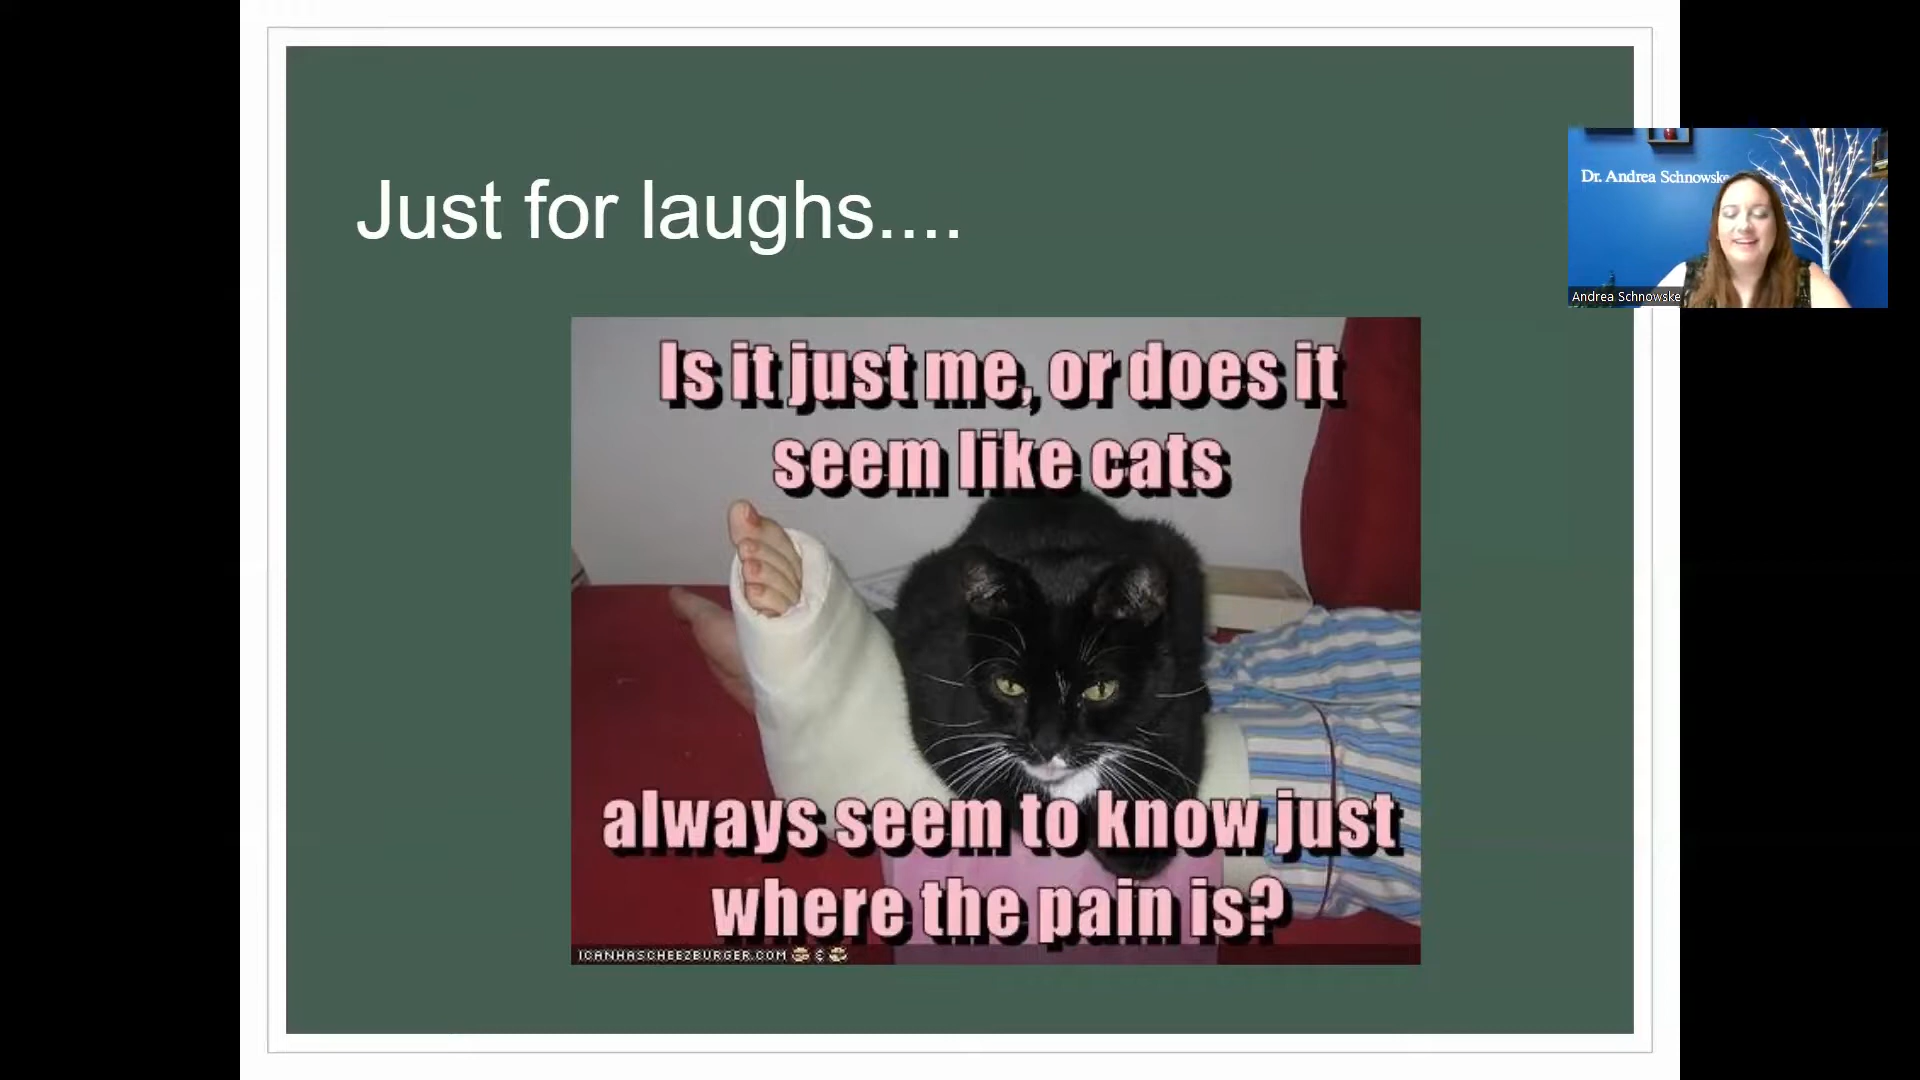 Just for laughs....
Dr. Andrea Schnowske
Andrea Schnowske
Is it just me, or does it
seem like cats
always seem to know just
where the pain is?
ICANHASCHEEZBURGER.COM